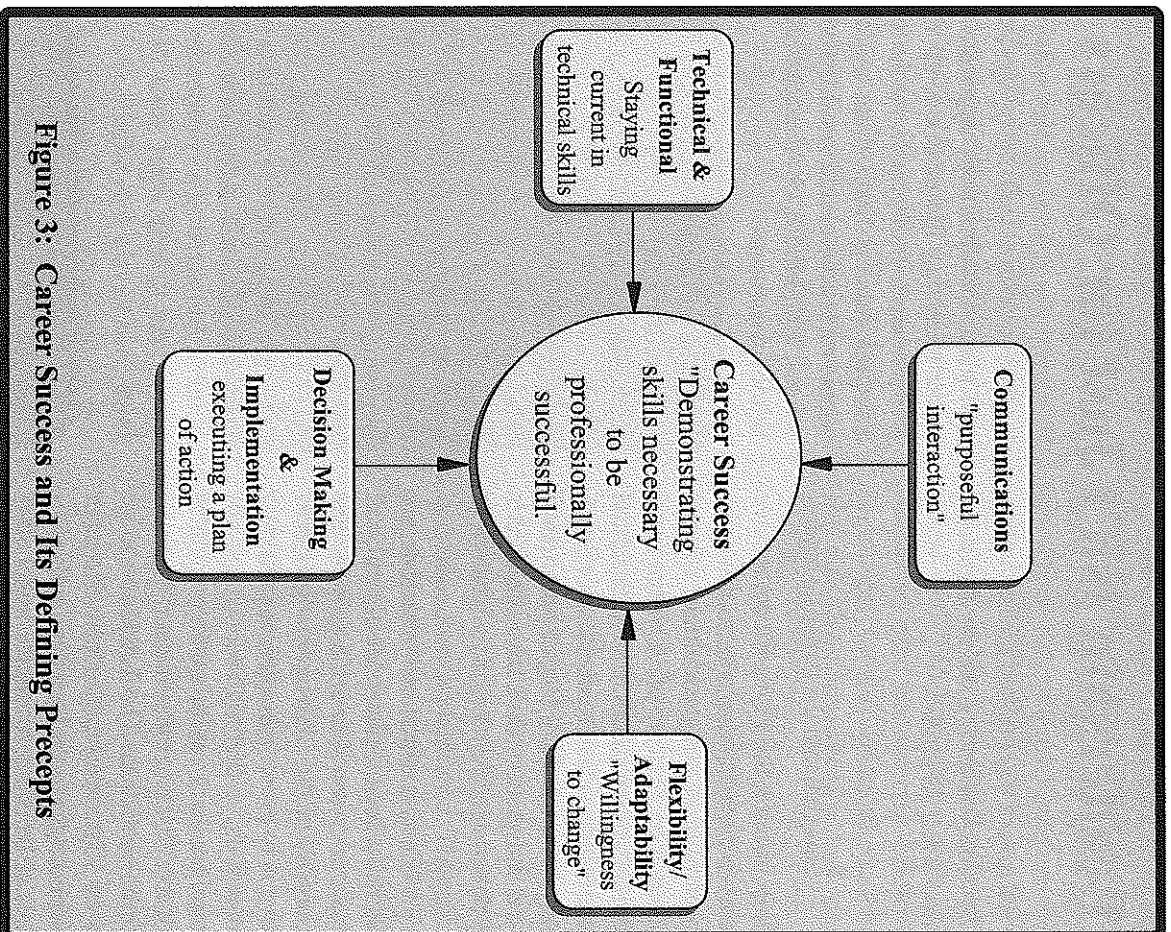 Communications
"purposeful
interaction"
Technical &
Functional
Staying
current in
technical skills
Career Success
"Demonstrating
skills necessary
to be
professionally
successful.
Flexibility/
Adaptability
"Willingness
to change"
Decision Making
&
Implementation
executing a plan
of action
Figure 3: Career Success and Its Defining Precepts